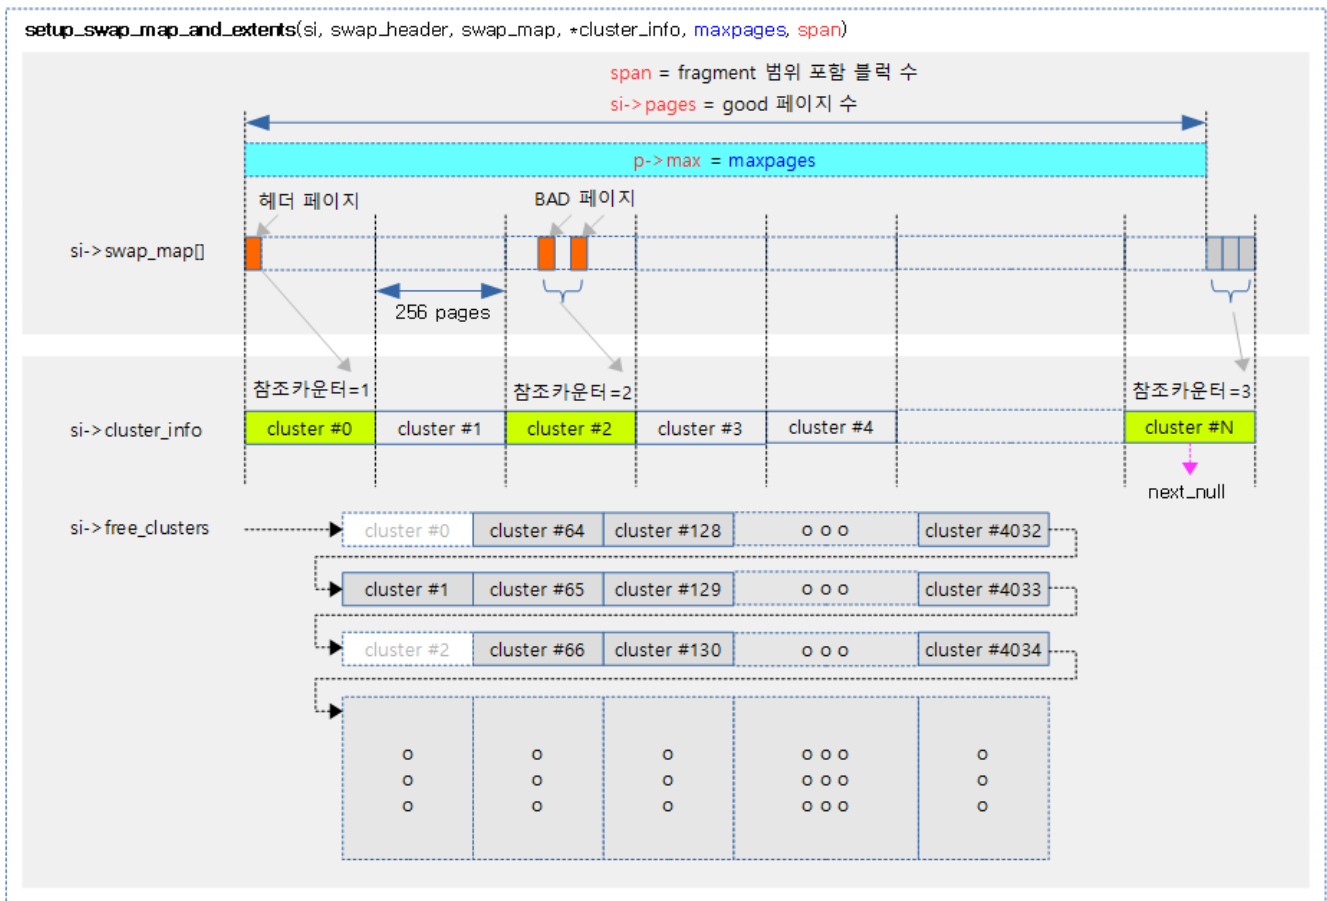 setup_swap_map_and_extents(si, swap_header, swap_map, *cluster_info, maxpages, span)
span = fragment 범위 포함 블럭 수
si->pages = good 페이지 수
p->max = maxpages
헤더 페이지
BAD 페이지
si->swap_map[]
256 pages
참조카운터=1
참조카운터=2
참조카운터=3
si->cluster_info
cluster #0
cluster #1
cluster #2
cluster #3
cluster #4
cluster #N
next_null
si->free_clusters
cluster #0
cluster #64
cluster #128
o o o
cluster #4032
cluster #1
cluster #65
cluster #129
o o o
cluster #4033
cluster #2
cluster #66
cluster #130
o o o
cluster #4034
o o o o o o o
o o o o o o o
o o o o o o o